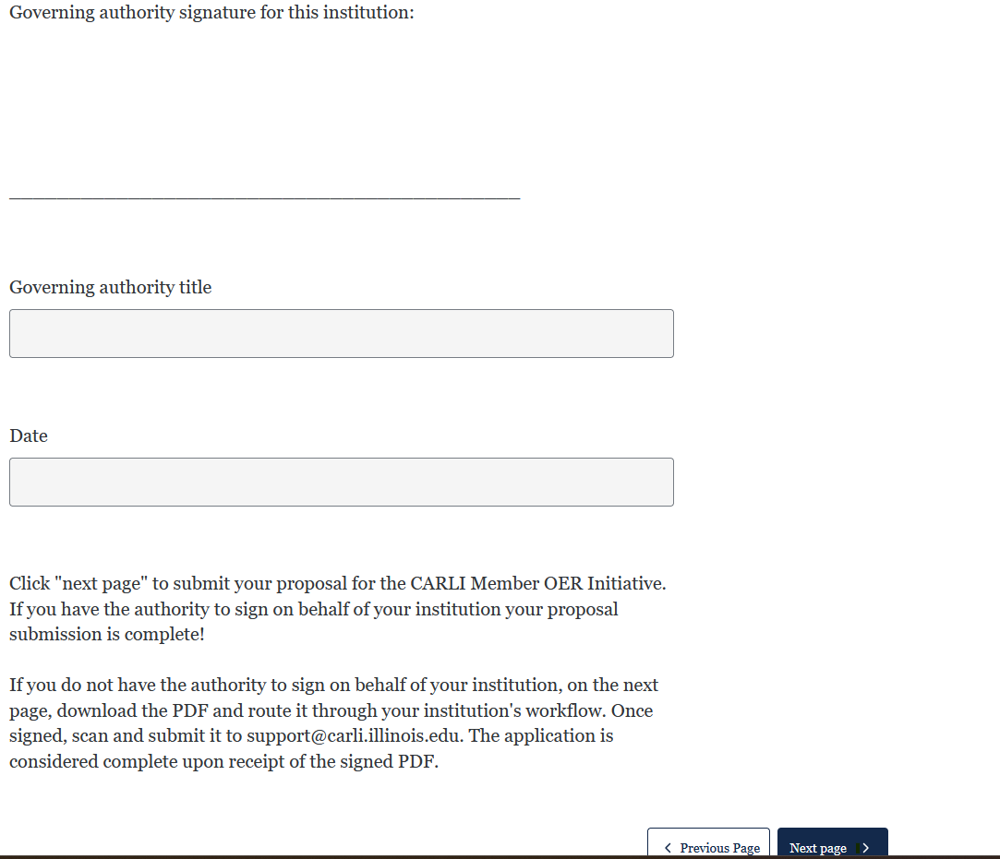 Governing authority signature for this institution:
___________________________________________
Governing authority title
Date
Click "next page" to submit your proposal for the CARLI Member OER Initiative.
If you have the authority to sign on behalf of your institution your proposal
submission is complete!
If you do not have the authority to sign on behalf of your institution, on the next
page, download the PDF and route it through your institution's workflow. Once
signed, scan and submit it to support@carli.illinois.edu. The application is
considered complete upon receipt of the signed PDF.
Previous Page
Next page